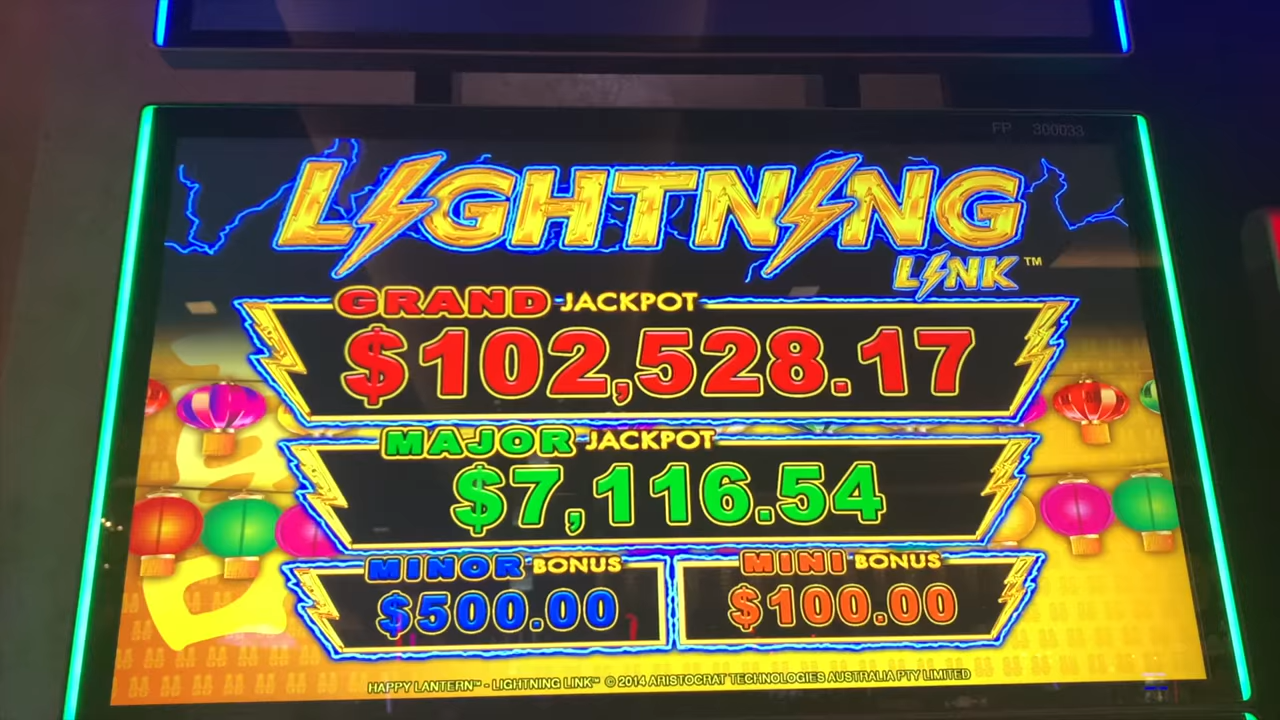 FP 300033
LIGHTNING
LINK™
GRAND JACKPOT
$102,528.17
MAJOR JACKPOT
$7,116.54
MINOR BONUS
$500.00
MINI BONUS
$100.00
HAPPY LANTERN™ - LIGHTNING LINK™ © 2014 ARISTOCRAT TECHNOLOGIES AUSTRALIA PTY LIMITED